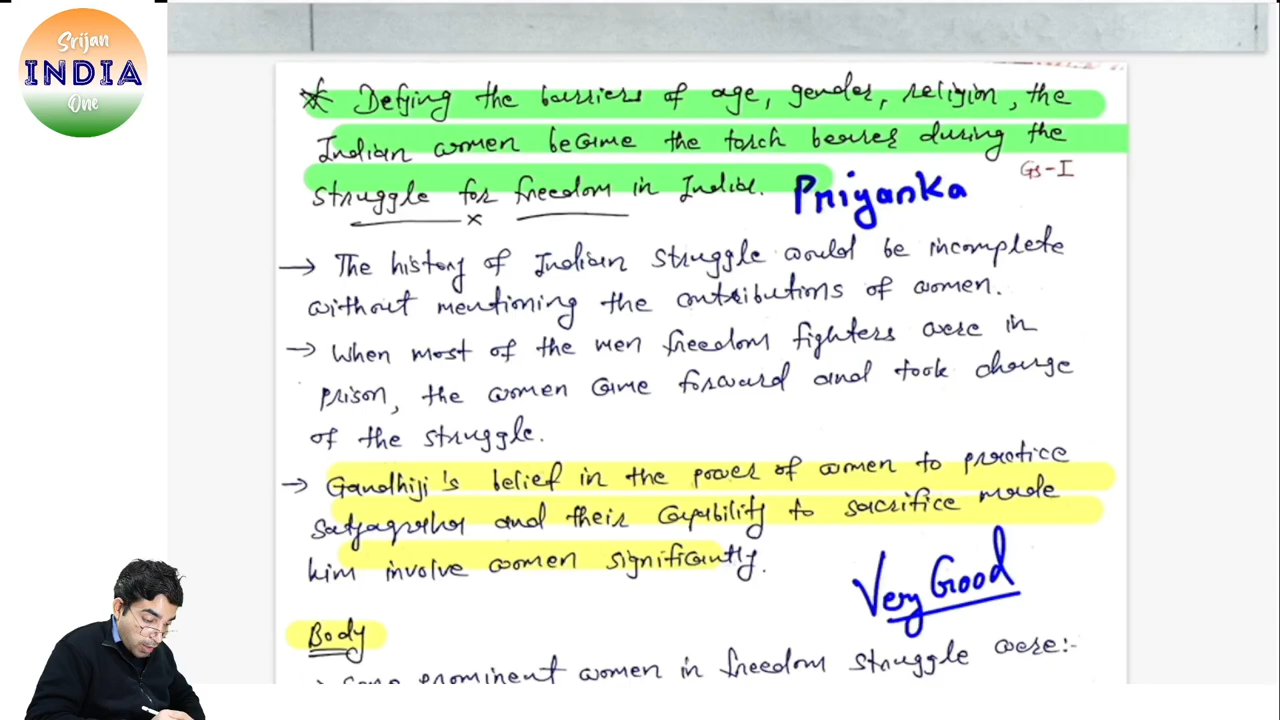 Srijan
INDIA
One
* Defying the barriers of age, gender, religion, the
Indian women became the torch bearer during the
struggle for freedom in India.
GS-I
Priyanka
x
→ The history of Indian struggle would be incomplete
without mentioning the contributions of women.
→ When most of the men freedom fighters were in
prison, the women came forward and took charge
of the struggle.
→ Gandhiji's belief in the power of women to practice
satyagraha and their capability to sacrifice made
him involve women significantly.
Very Good
Body
→ Some prominent women in freedom struggle were:-